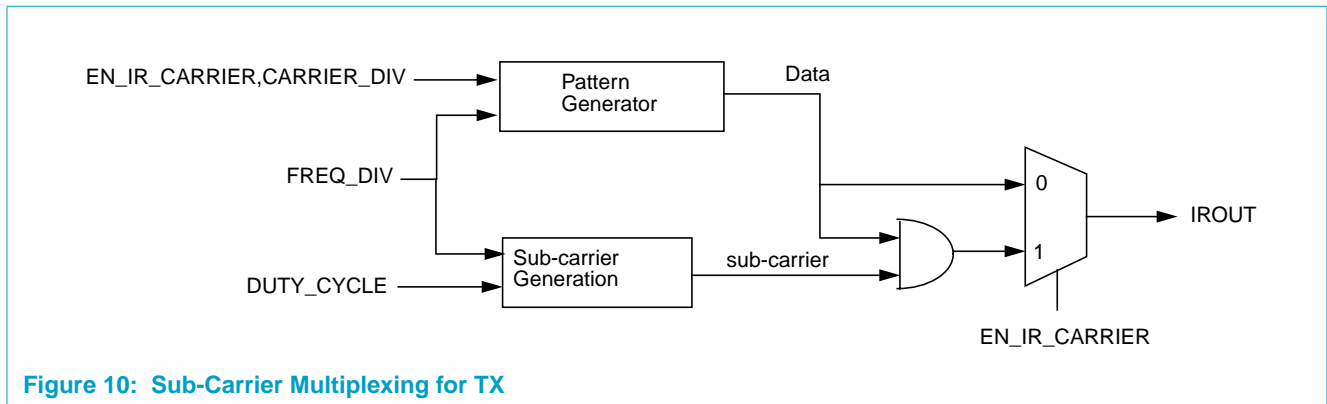 EN_IR_CARRIER,CARRIER_DIV
Pattern
Generator
Data
FREQ_DIV
0
IROUT
1
Sub-carrier
Generation
sub-carrier
DUTY_CYCLE
EN_IR_CARRIER
Figure 10: Sub-Carrier Multiplexing for TX